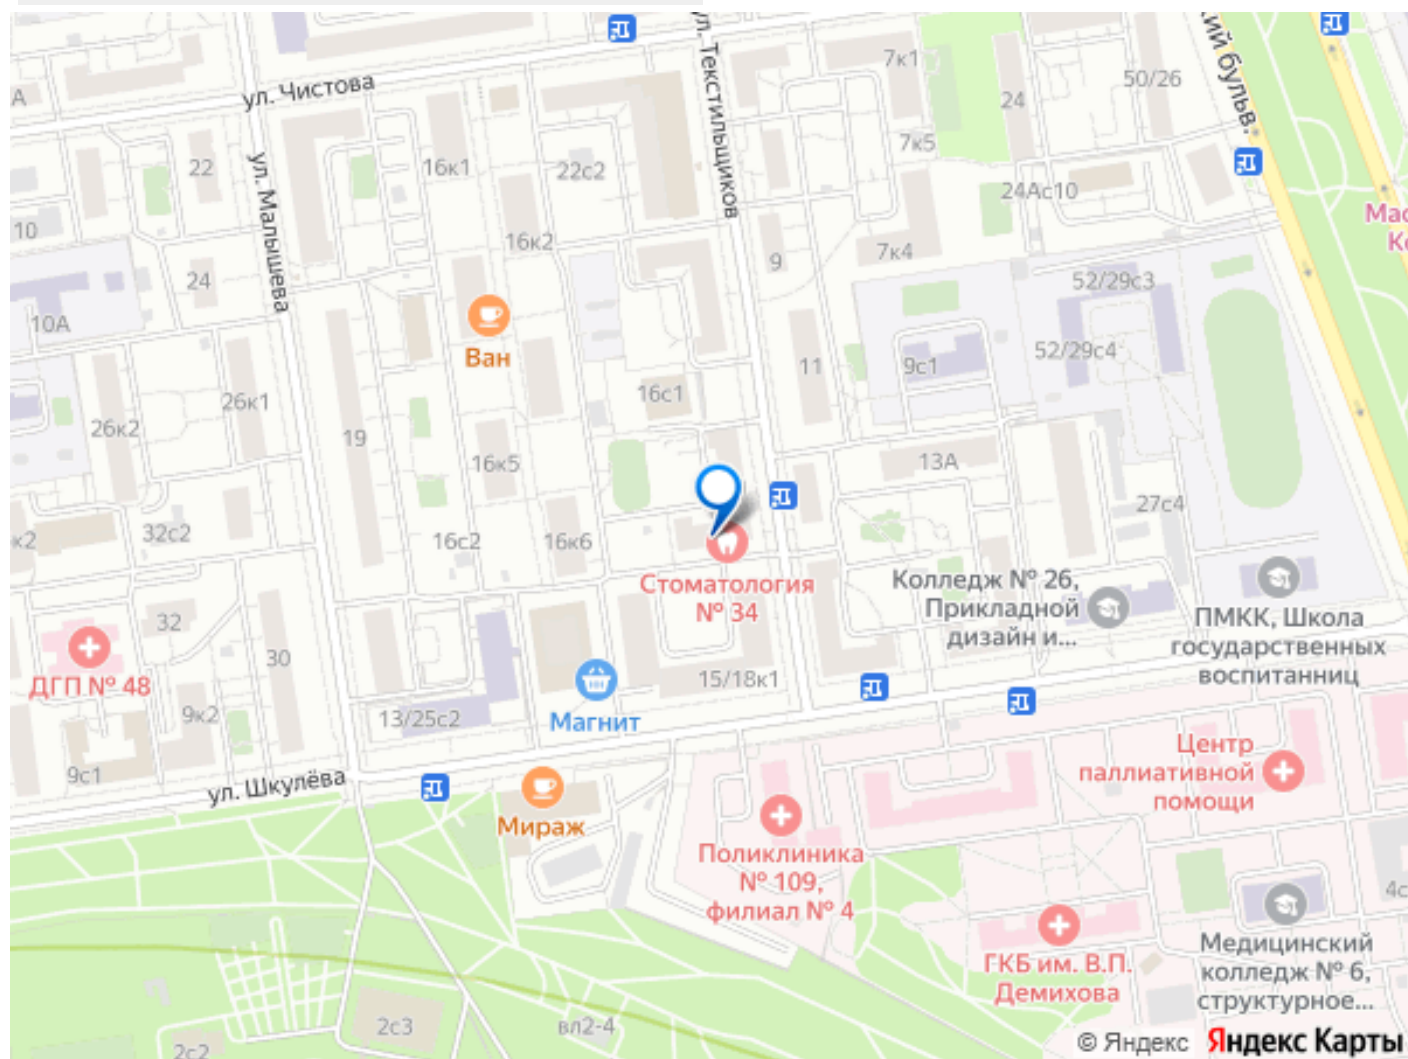 ул. Чистова
ул. Текстильщиков
кий бульв.
7к1
50/26
24
А
22
16к1
22с2
7к5
24Ас10
ул. Малышева
10
16к2
9
7к4
24
52/29с3
10А
Ван
11
9с1
52/29с4
16с1
26к1
26к2
19
16к5
13А
27с4
к2
32с2
16с2
16к6
Стоматология
№ 34
Колледж № 26,
Прикладной
дизайн и...
ПМКК, Школа
государственных
воспитанниц
32
30
ДГП № 48
15/18к1
9к2
13/25с2
Магнит
9с1
ул. Шкулёва
Мираж
Центр
паллиативной
помощи
Поликлиника
№ 109,
филиал № 4
4с
ГКБ им. В.П.
Демихова
Медицинский
колледж № 6,
структурное...
2с3
вл2-4
2с2
© Яндекс Яндекс Карты